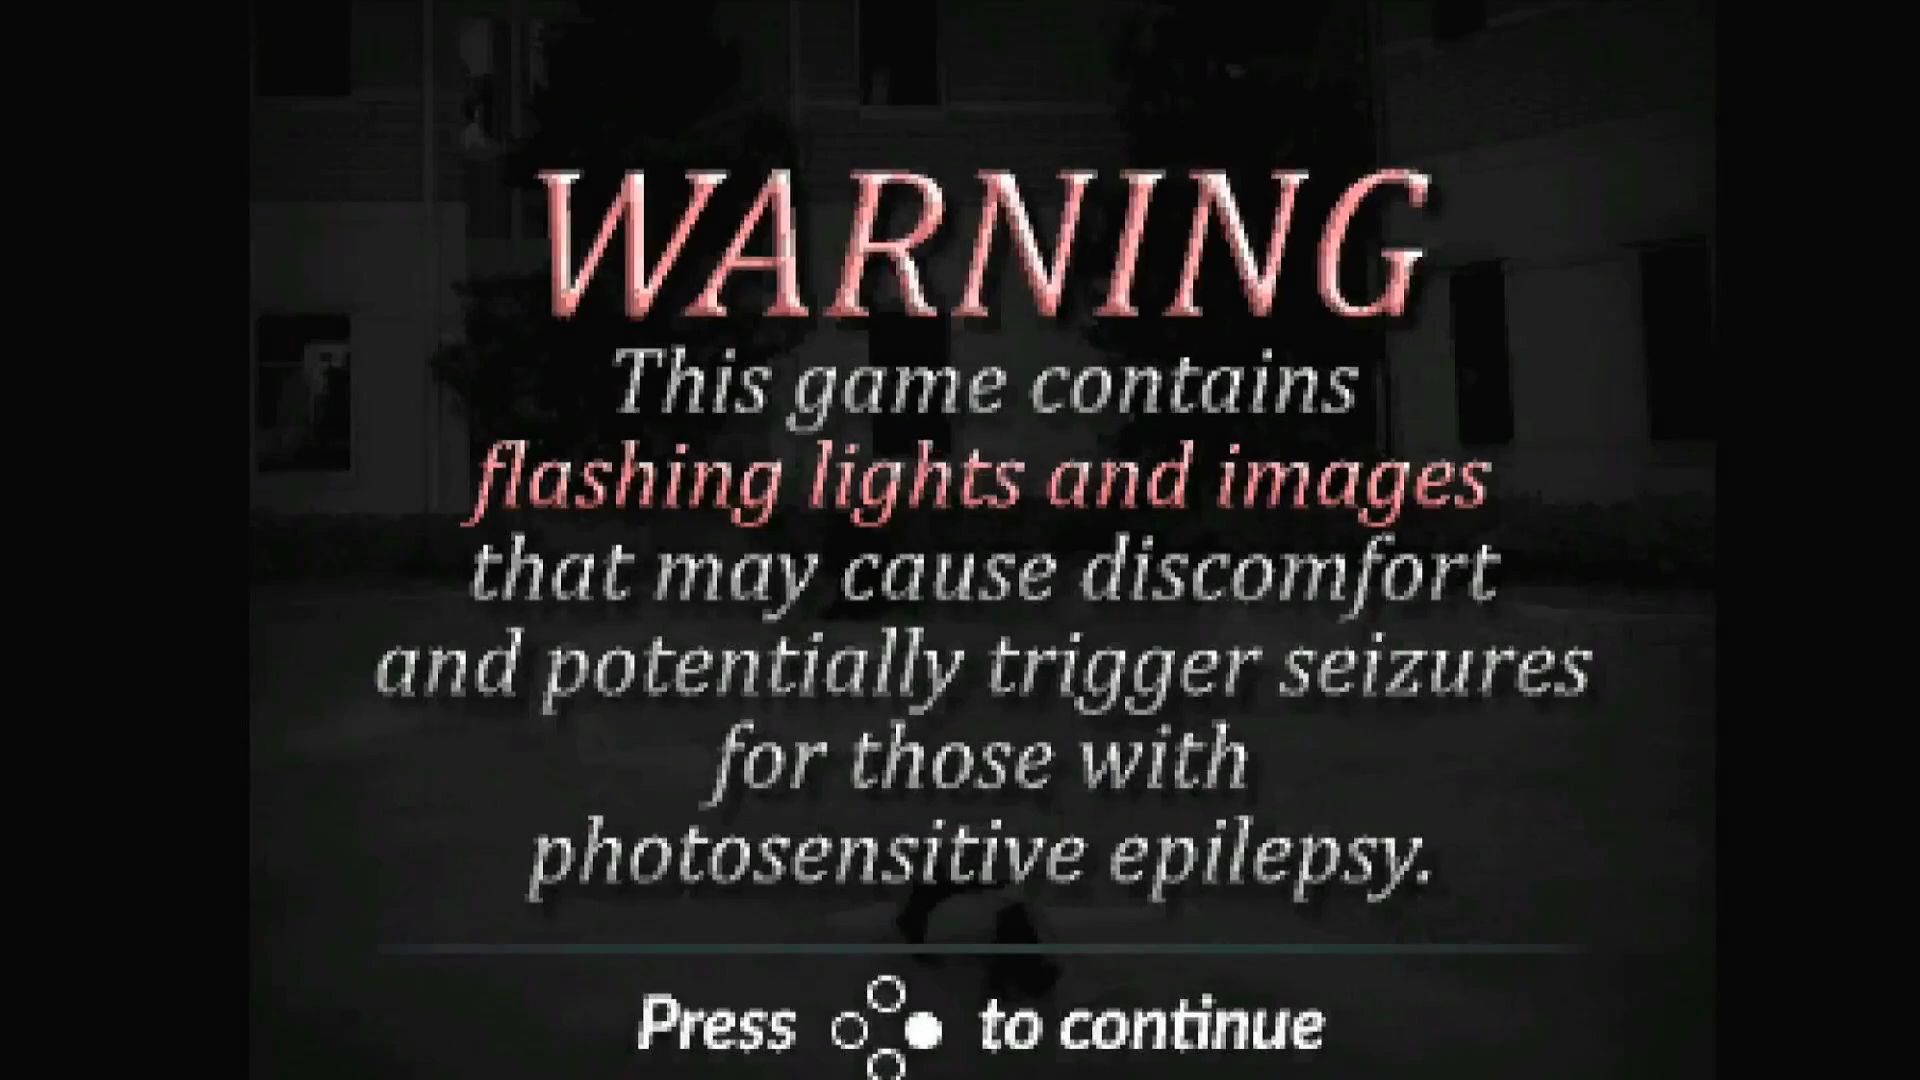 WARNING
This game contains
flashing lights and images
that may cause discomfort
and potentially trigger seizures
for those with
photosensitive epilepsy.
Press to continue